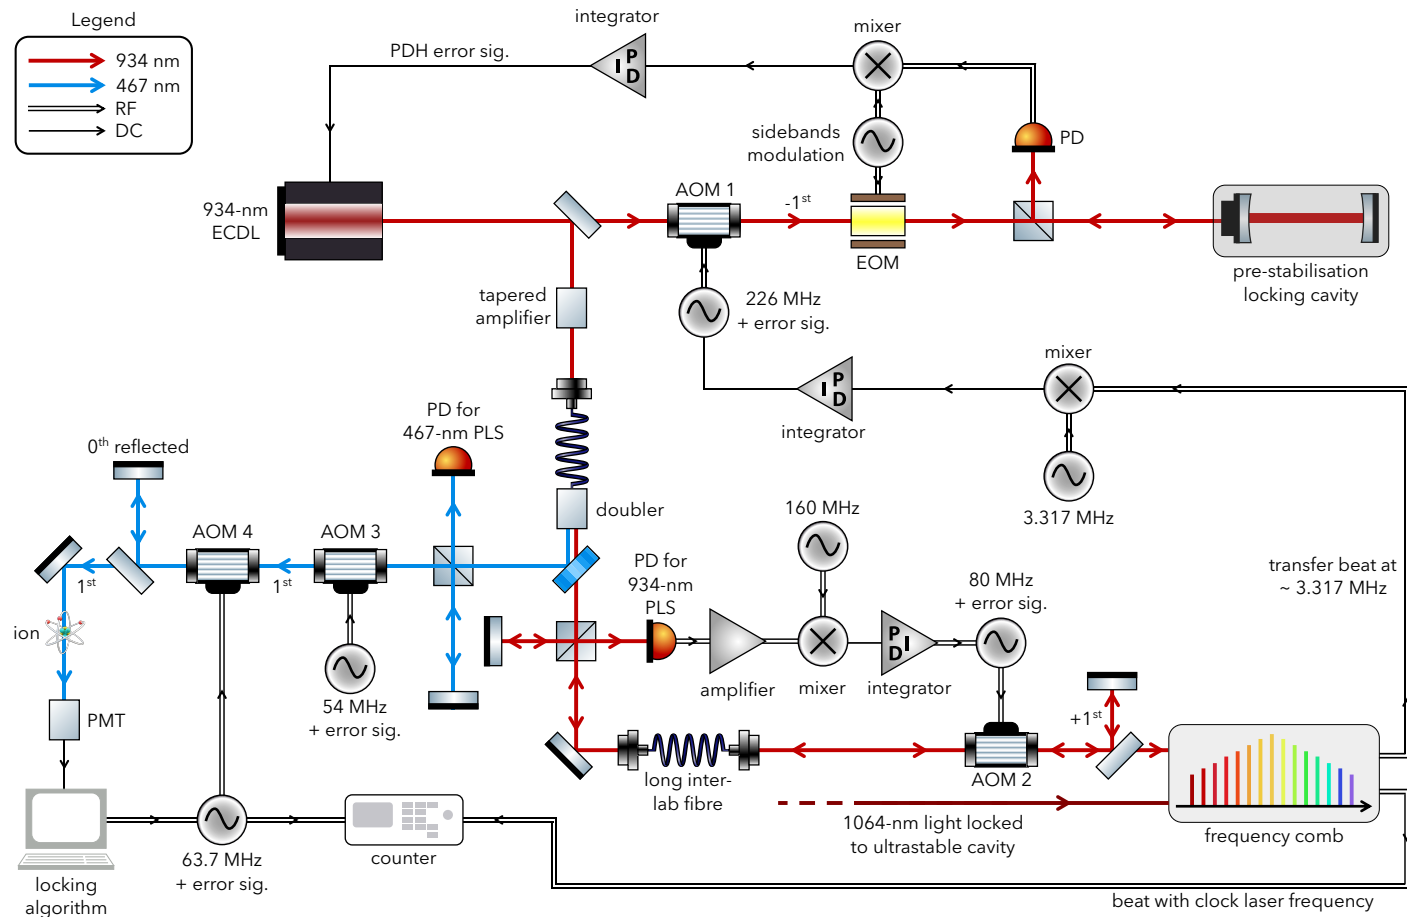 Legend
934 nm
467 nm
RF
DC
integrator
mixer
PDH error sig.
I P D
sidebands
modulation
PD
934-nm
ECDL
AOM 1
-1st
EOM
pre-stabilisation
locking cavity
tapered
amplifier
226 MHz
+ error sig.
mixer
I P D
integrator
3.317 MHz
PD for
467-nm PLS
0th reflected
doubler
160 MHz
AOM 4
AOM 3
1st
1st
PD for
934-nm
PLS
80 MHz
+ error sig.
transfer beat at
~ 3.317 MHz
ion
P I D
amplifier
mixer
integrator
PMT
54 MHz
+ error sig.
+1st
AOM 2
long inter-
lab fibre
1064-nm light locked
to ultrastable cavity
frequency comb
63.7 MHz
+ error sig.
counter
locking
algorithm
beat with clock laser frequency